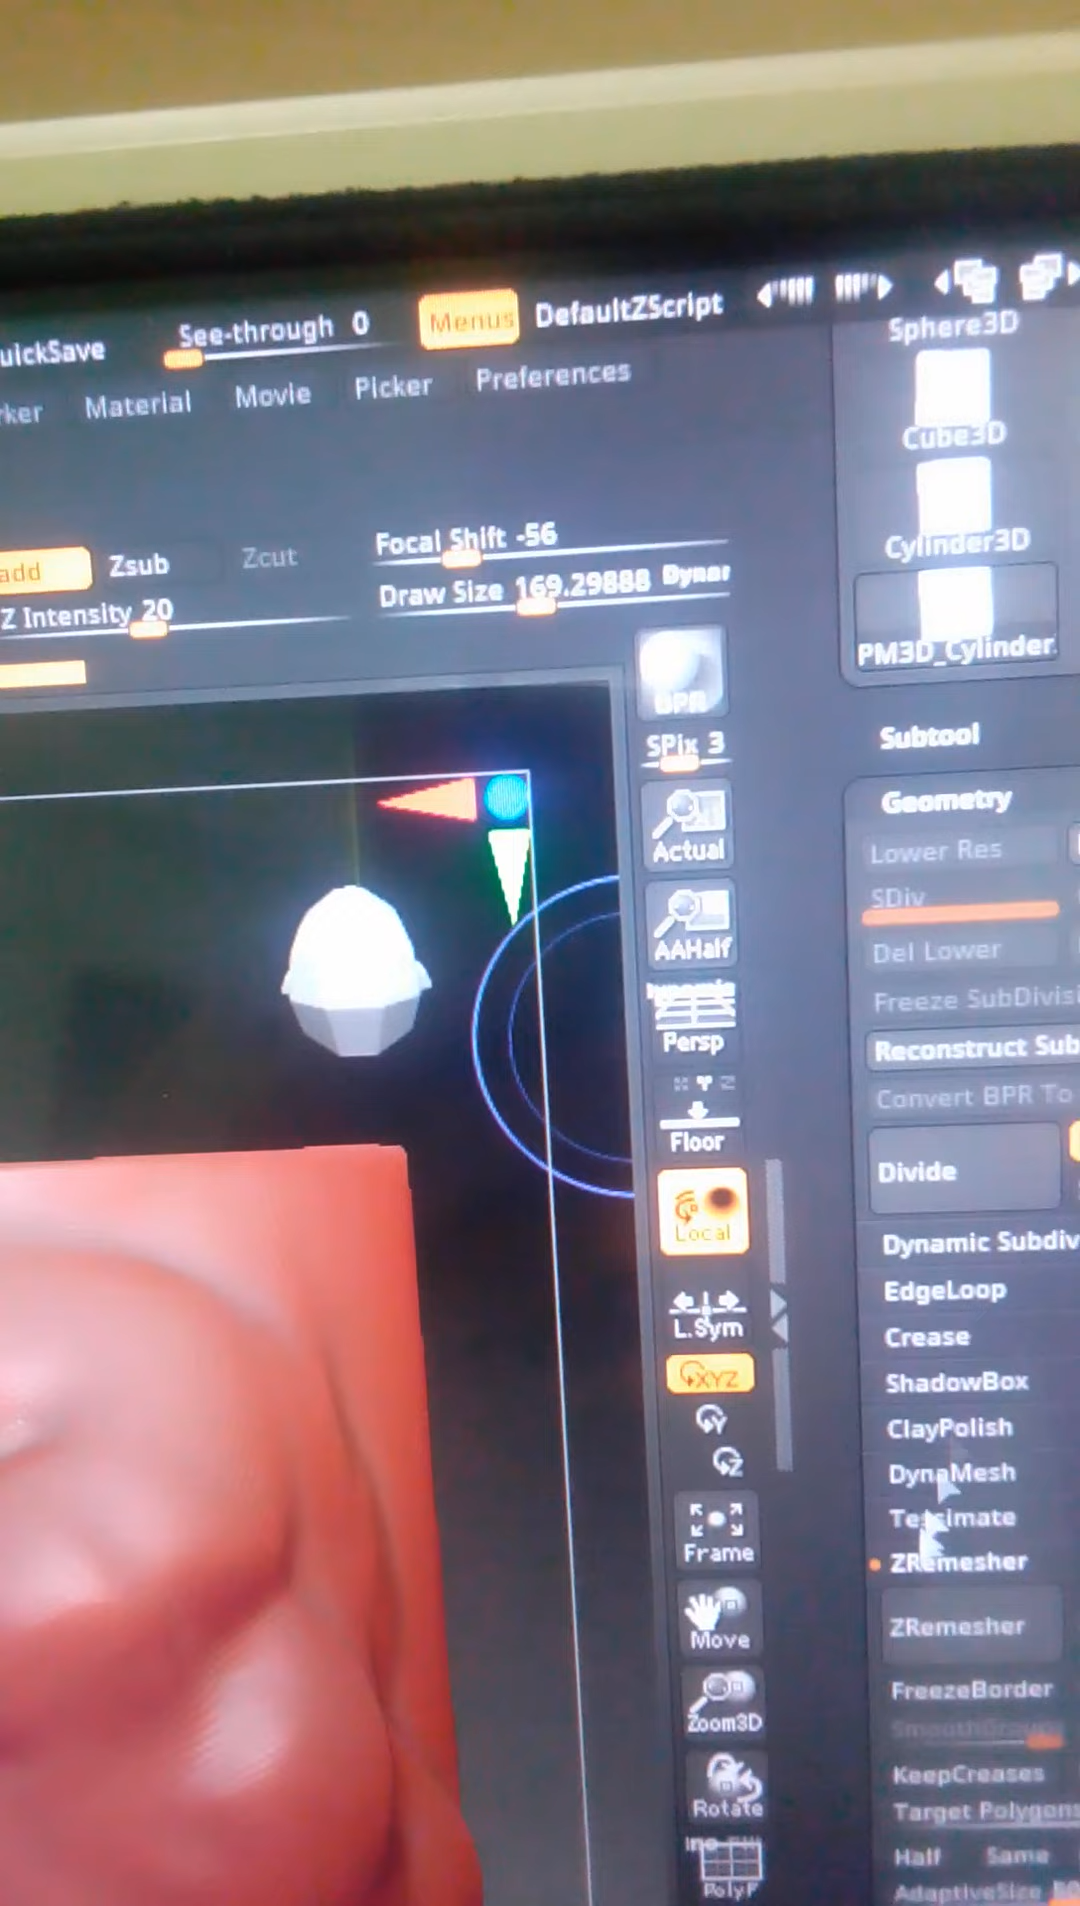 uickSave
See-through 0
Menus
DefaultZScript
rker
Material
Movie
Picker
Preferences
add
Zsub
Zcut
Z Intensity 20
Focal Shift -56
Draw Size 169.29888
BPR
SPix 3
Actual
AAHalf
Persp
Floor
Local
L.Sym
XYZ
Y
Z
Frame
Move
Zoom3D
Rotate
PolyF
Sphere3D
Cube3D
Cylinder3D
PM3D_Cylinder
Subtool
Geometry
Lower Res
SDiv
Del Lower
Freeze SubDivisi
Reconstruct Sub
Convert BPR To
Divide
Dynamic Subdiv
EdgeLoop
Crease
ShadowBox
ClayPolish
DynaMesh
Tessimate
ZRemesher
ZRemesher
FreezeBorder
SmoothGroups
KeepCreases
Target Polygons
Half Same
AdaptiveSize